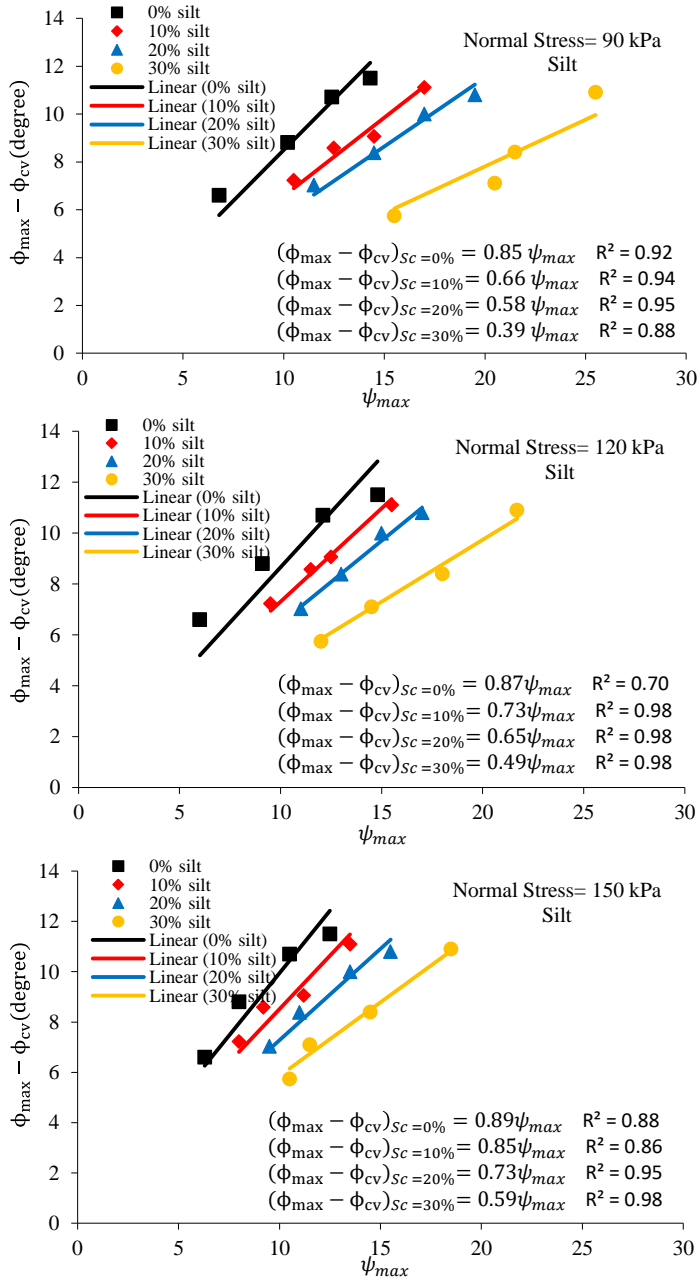 0% silt
10% silt
20% silt
30% silt
Linear (0% silt)
Linear (10% silt)
Linear (20% silt)
Linear (30% silt)
Normal Stress= 90 kPa
Silt
ϕmax − ϕcv(degree)
14
12
10
8
6
4
2
0
(ϕmax − ϕcv)Sc=0% = 0.85 ψmax R² = 0.92
(ϕmax − ϕcv)Sc=10% = 0.66 ψmax R² = 0.94
(ϕmax − ϕcv)Sc=20% = 0.58 ψmax R² = 0.95
(ϕmax − ϕcv)Sc=30% = 0.39 ψmax R² = 0.88
0 5 10 15 20 25 30
ψmax
0% silt
10% silt
20% silt
30% silt
Linear (0% silt)
Linear (10% silt)
Linear (20% silt)
Linear (30% silt)
Normal Stress= 120 kPa
Silt
ϕmax − ϕcv(degree)
14
12
10
8
6
4
2
0
(ϕmax − ϕcv)Sc=0% = 0.87ψmax R² = 0.70
(ϕmax − ϕcv)Sc=10% = 0.73ψmax R² = 0.98
(ϕmax − ϕcv)Sc=20% = 0.65ψmax R² = 0.98
(ϕmax − ϕcv)Sc=30% = 0.49ψmax R² = 0.98
0 5 10 15 20 25 30
ψmax
0% silt
10% silt
20% silt
30% silt
Linear (0% silt)
Linear (10% silt)
Linear (20% silt)
Linear (30% silt)
Normal Stress= 150 kPa
Silt
ϕmax − ϕcv(degree)
14
12
10
8
6
4
2
0
(ϕmax − ϕcv)Sc=0% = 0.89ψmax R² = 0.88
(ϕmax − ϕcv)Sc=10% = 0.85ψmax R² = 0.86
(ϕmax − ϕcv)Sc=20% = 0.73ψmax R² = 0.95
(ϕmax − ϕcv)Sc=30% = 0.59ψmax R² = 0.98
0 5 10 15 20 25 30
ψmax